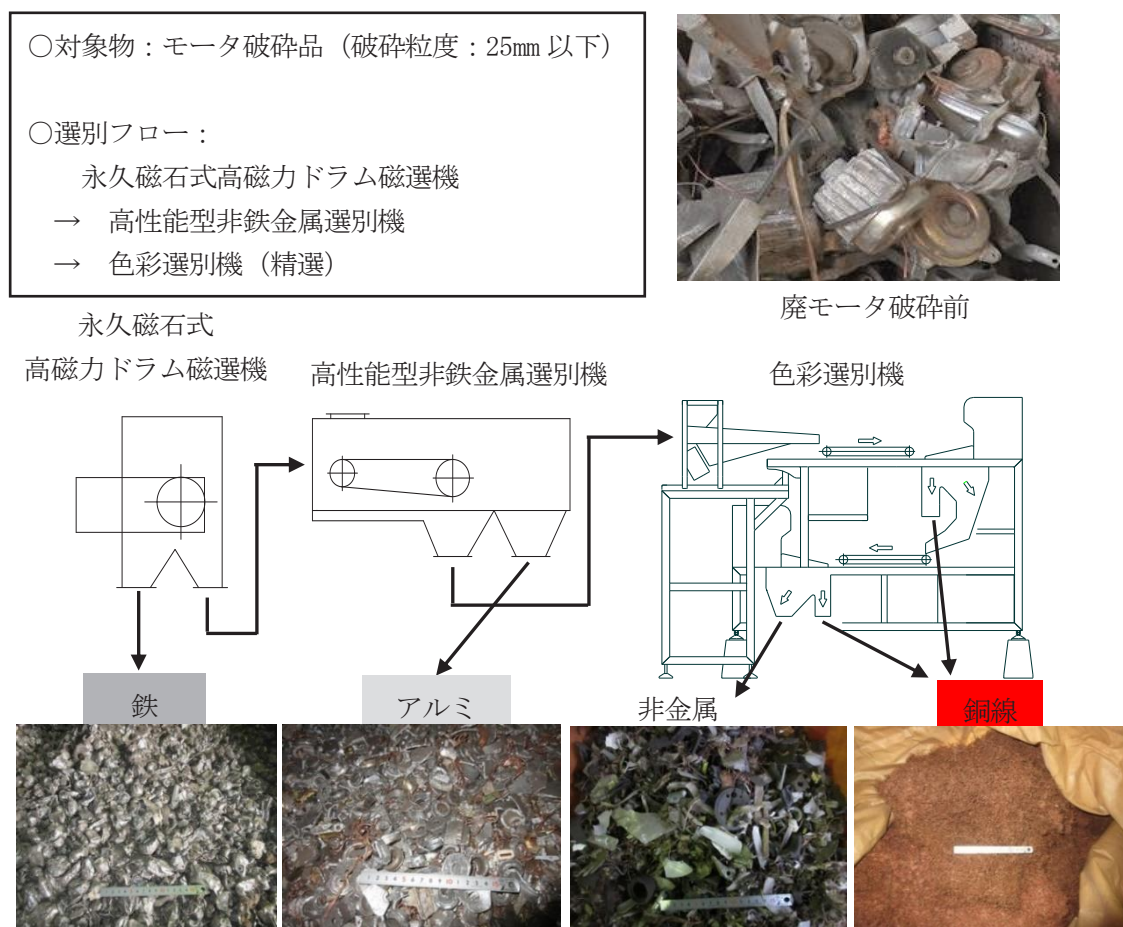 ○対象物：モータ破砕品（破砕粒度：25mm 以下）
○選別フロー：
永久磁石式高磁力ドラム磁選機
→ 高性能型非鉄金属選別機
→ 色彩選別機（精選）
廃モータ破砕前
永久磁石式
高磁力ドラム磁選機
高性能型非鉄金属選別機
色彩選別機
鉄
アルミ
非金属
銅線